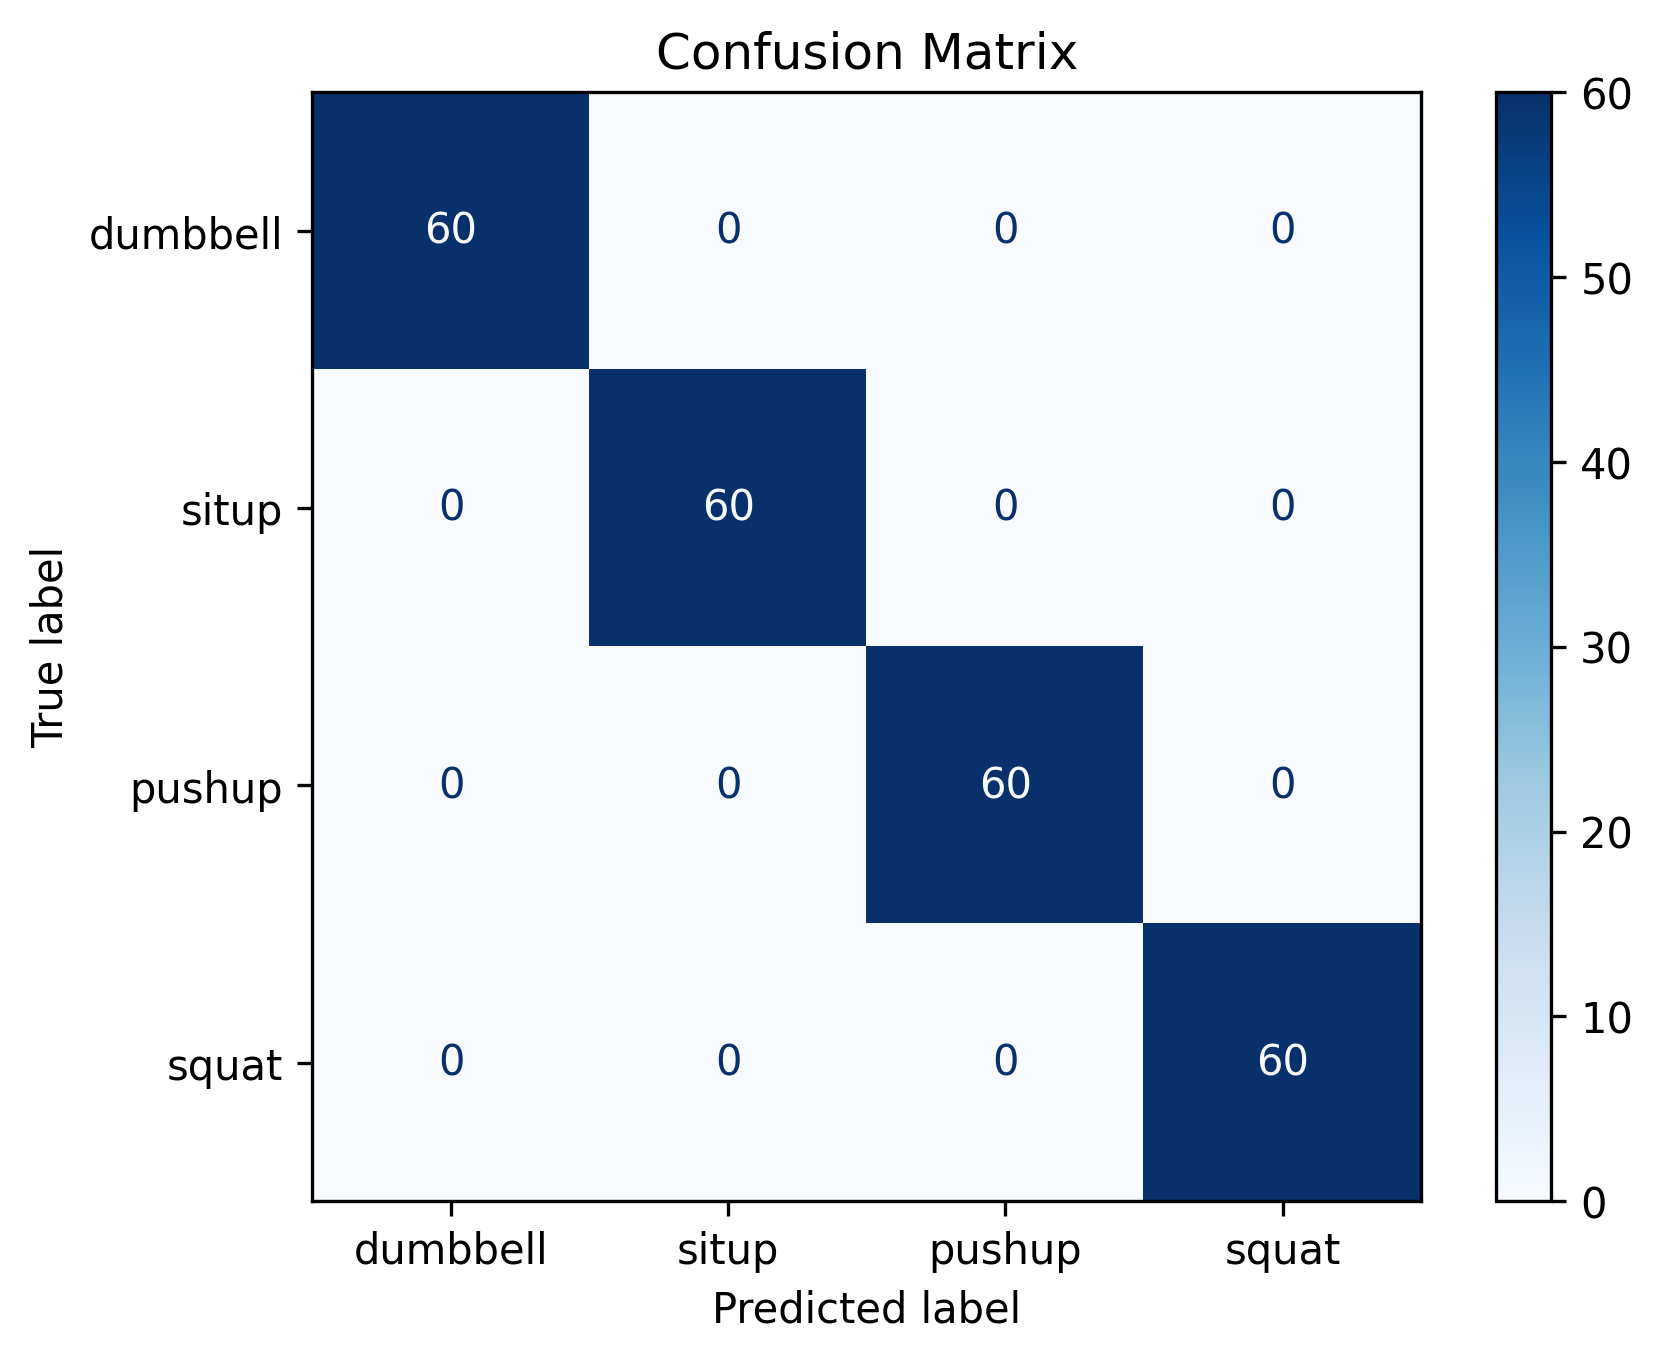 Confusion Matrix
dumbbell 60 0 0 0
situp 0 60 0 0
pushup 0 0 60 0
squat 0 0 0 60
dumbbell situp pushup squat
Predicted label
True label
60
50
40
30
20
10
0